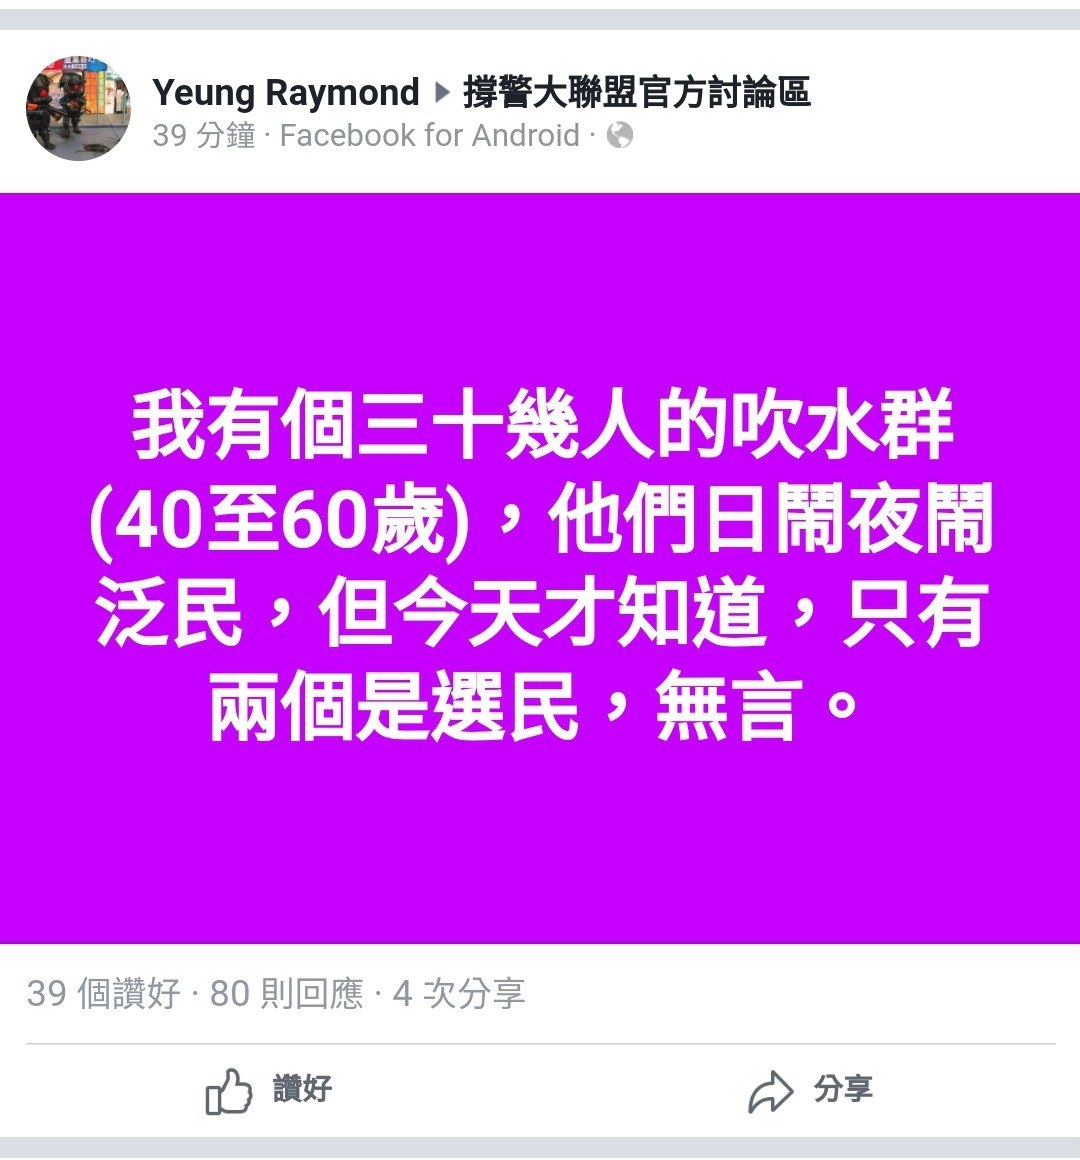 Yeung Raymond ▶ 撐警大聯盟官方討論區
39 分鐘 · Facebook for Android ·
我有個三十幾人的吹水群
(40至60歲)，他們日鬧夜鬧
泛民，但今天才知道，只有
兩個是選民，無言。
39 個讚好 · 80 則回應 · 4 次分享
讚好
分享